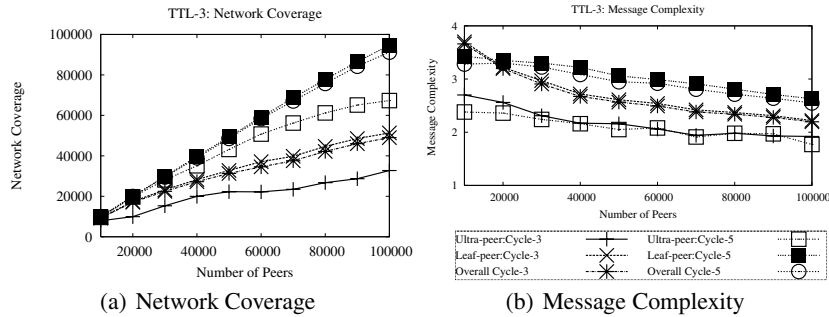 TTL-3: Network Coverage
100000
80000
60000
40000
20000
0
Network Coverage
20000 40000 60000 80000 100000
Number of Peers
(a) Network Coverage
TTL-3: Message Complexity
4
3
2
1
Message Complexity
20000 40000 60000 80000 100000
Number of Peers
Ultra-peer:Cycle-3 Ultra-peer:Cycle-5
Leaf-peer:Cycle-3 Leaf-peer:Cycle-5
Overall Cycle-3 Overall Cycle-5
(b) Message Complexity